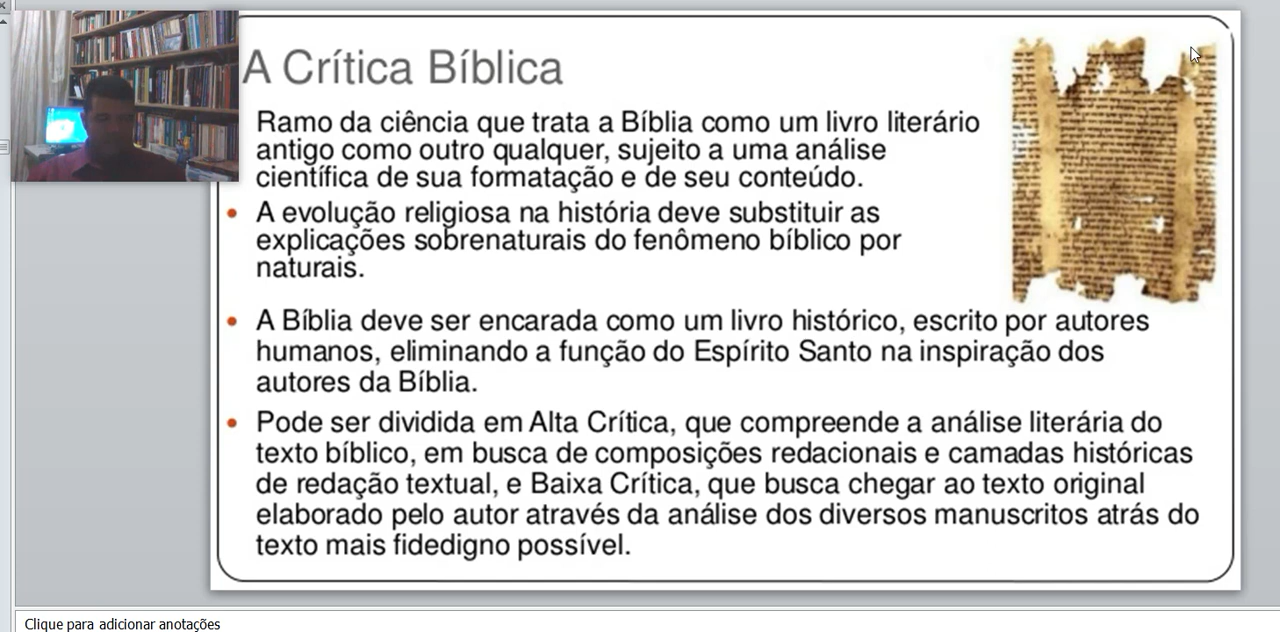 A Crítica Bíblica
Ramo da ciência que trata a Bíblia como um livro literário
antigo como outro qualquer, sujeito a uma análise
científica de sua formatação e de seu conteúdo.
• A evolução religiosa na história deve substituir as
explicações sobrenaturais do fenômeno bíblico por
naturais.
• A Bíblia deve ser encarada como um livro histórico, escrito por autores
humanos, eliminando a função do Espírito Santo na inspiração dos
autores da Bíblia.
• Pode ser dividida em Alta Crítica, que compreende a análise literária do
texto bíblico, em busca de composições redacionais e camadas históricas
de redação textual, e Baixa Crítica, que busca chegar ao texto original
elaborado pelo autor através da análise dos diversos manuscritos atrás do
texto mais fidedigno possível.
Clique para adicionar anotações